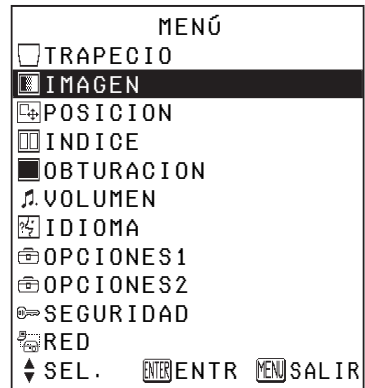 MENÚ
TRAPECIO
IMAGEN
POSICION
INDICE
OBTURACION
VOLUMEN
IDIOMA
OPCIONES1
OPCIONES2
SEGURIDAD
RED
SEL. ENTER ENTR MENU SALIR